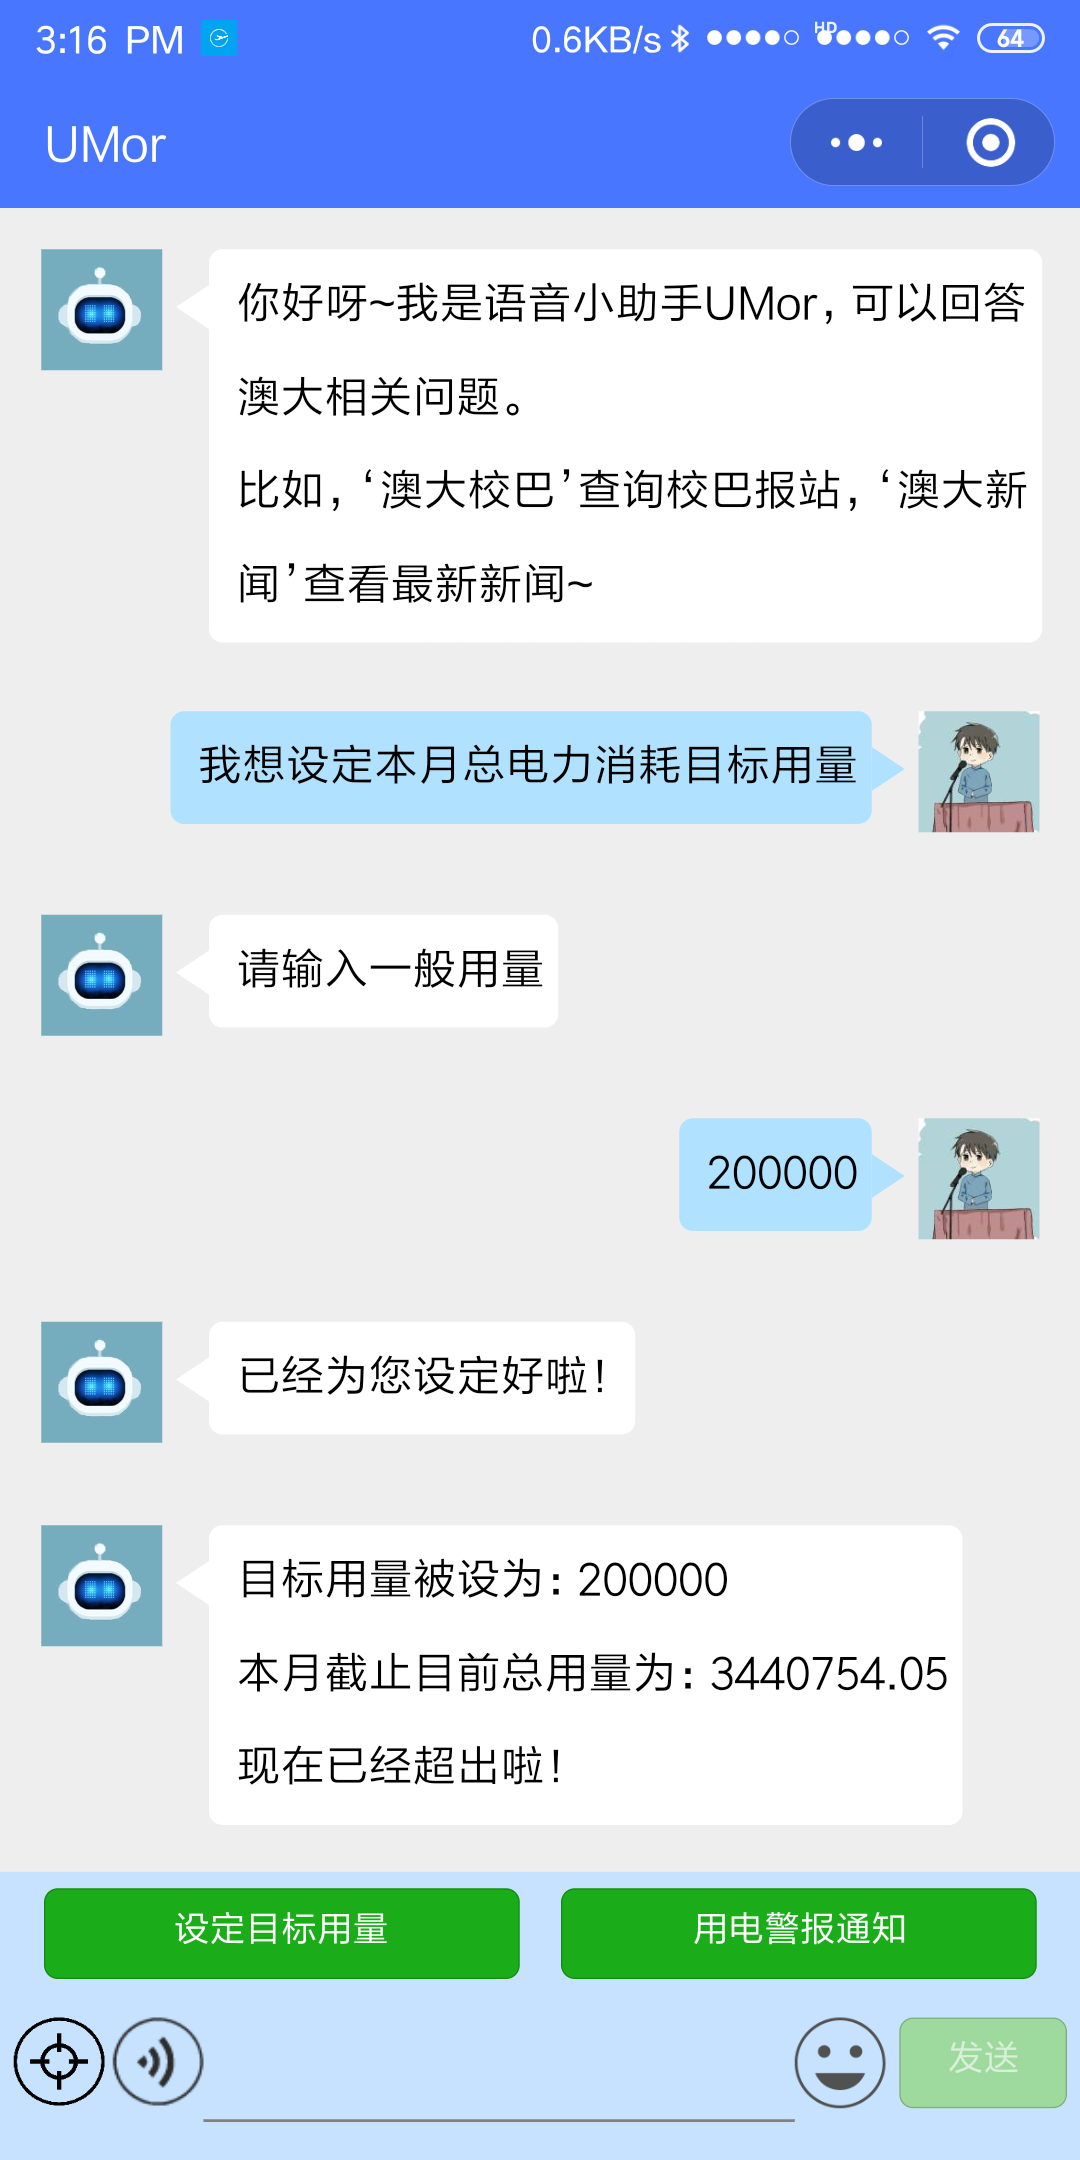 3:16 PM
0.6KB/s
HD
64
UMor
你好呀~我是语音小助手UMor, 可以回答
澳大相关问题。
比如, ‘澳大校巴’查询校巴报站, ‘澳大新
闻’查看最新新闻~
我想设定本月总电力消耗目标用量
请输入一般用量
200000
已经为您设定好啦!
目标用量被设为: 200000
本月截止目前总用量为: 3440754.05
现在已经超出啦!
设定目标用量
用电警报通知
发送